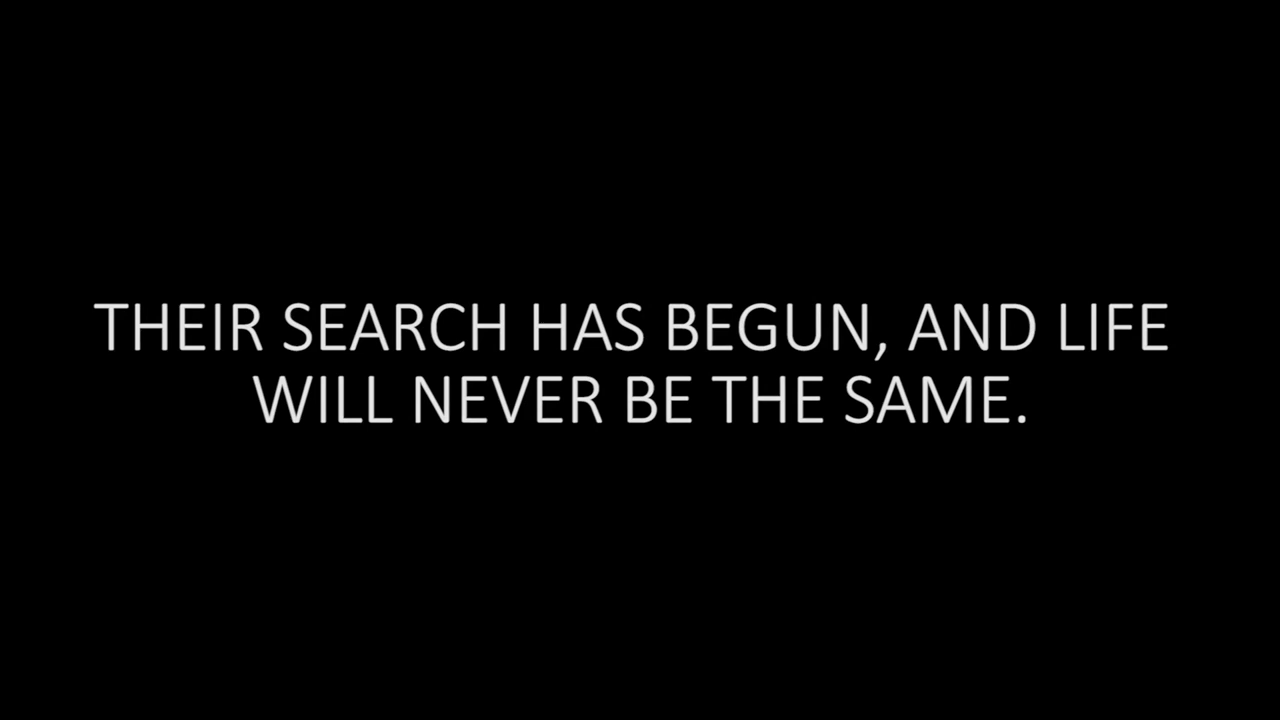 THEIR SEARCH HAS BEGUN, AND LIFE
WILL NEVER BE THE SAME.